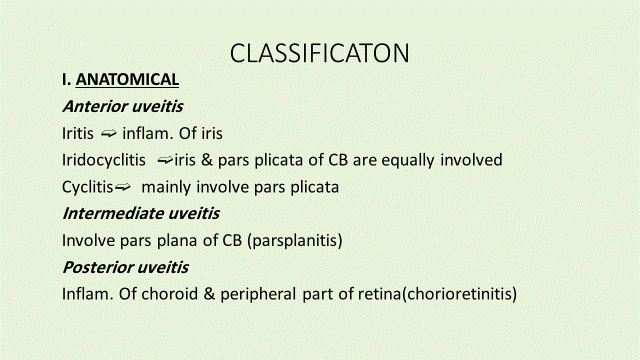 CLASSIFICATON
I. ANATOMICAL
Anterior uveitis
Iritis ➫ inflam. Of iris
Iridocyclitis ➫iris & pars plicata of CB are equally involved
Cyclitis➫ mainly involve pars plicata
Intermediate uveitis
Involve pars plana of CB (parsplanitis)
Posterior uveitis
Inflam. Of choroid & peripheral part of retina(chorioretinitis)